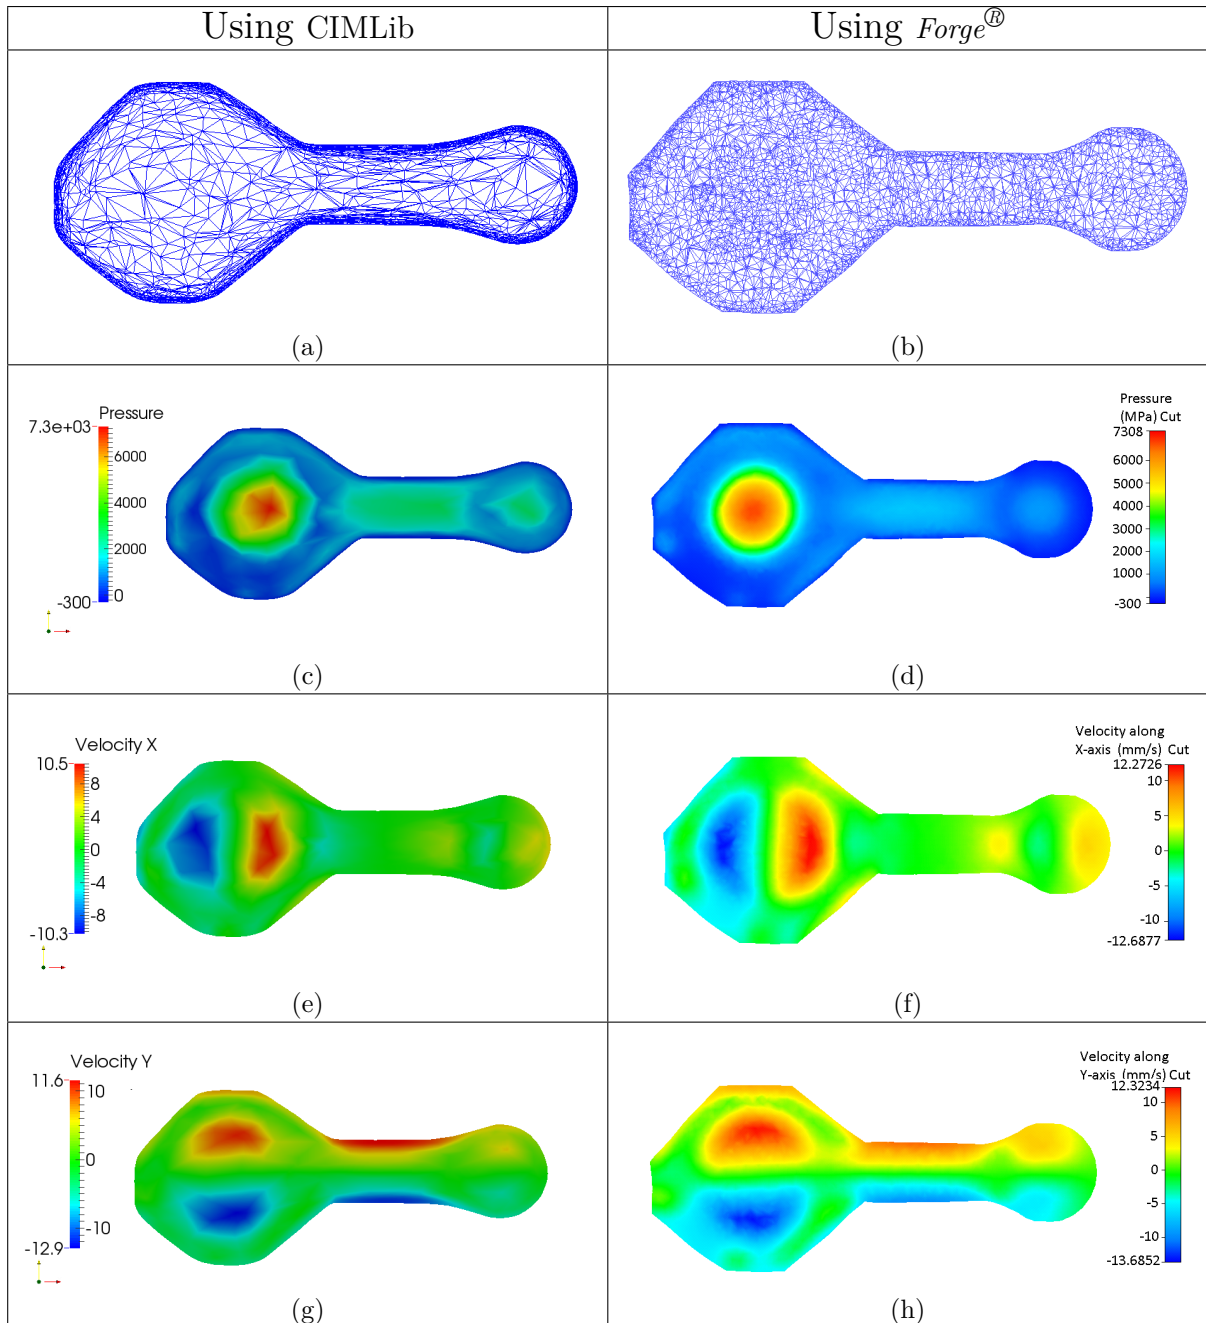 Using CIMLib
Using Forge®
(a)
(b)
Pressure
7.3e+03
6000
4000
2000
0
-300
(c)
Pressure
(MPa) Cut
7308
6000
5000
4000
3000
2000
1000
-300
(d)
Velocity X
10.5
8
4
0
-4
-8
-10.3
(e)
Velocity along
X-axis (mm/s) Cut
12.2726
10
5
0
-5
-10
-12.6877
(f)
Velocity Y
11.6
10
0
-10
-12.9
(g)
Velocity along
Y-axis (mm/s) Cut
12.3234
10
5
0
-5
-10
-13.6852
(h)